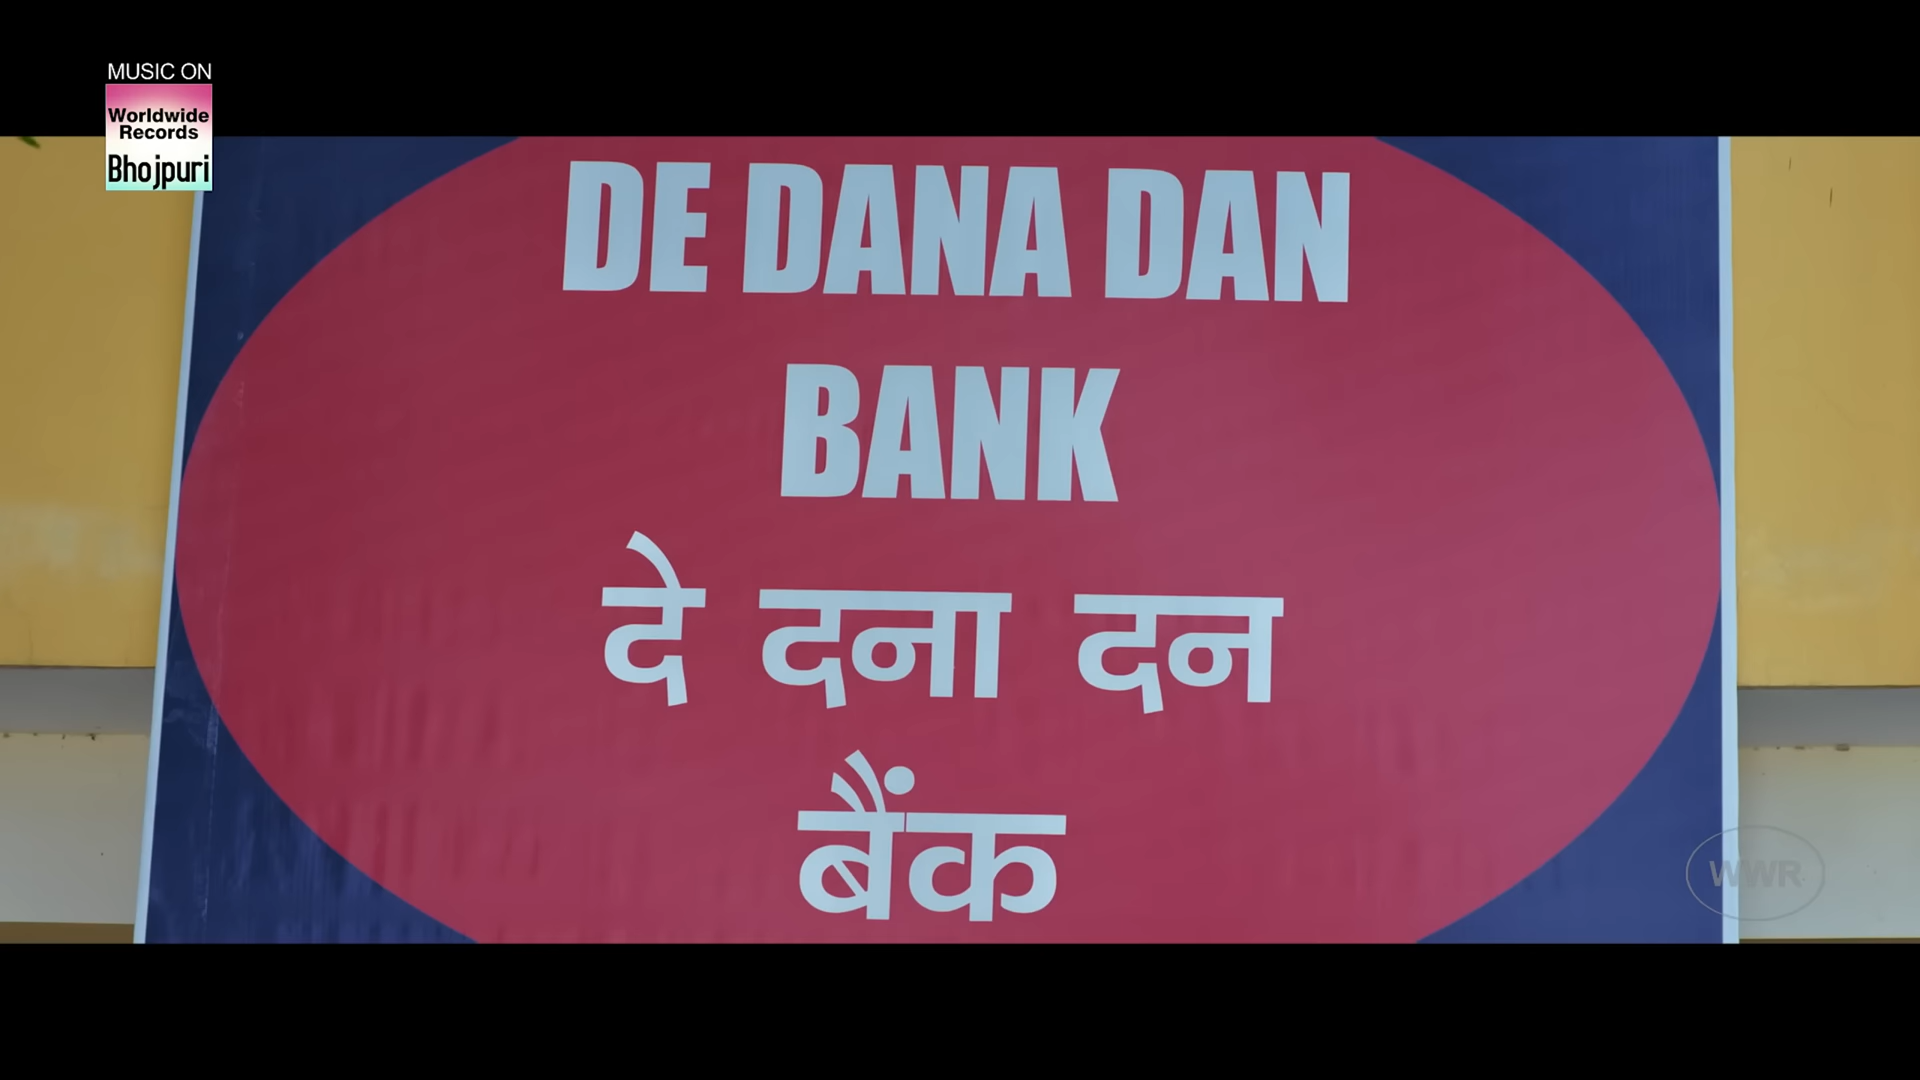 MUSIC ON
Worldwide
Records
Bhojpuri
DE DANA DAN
BANK
दे दना दन
बैंक
WWR